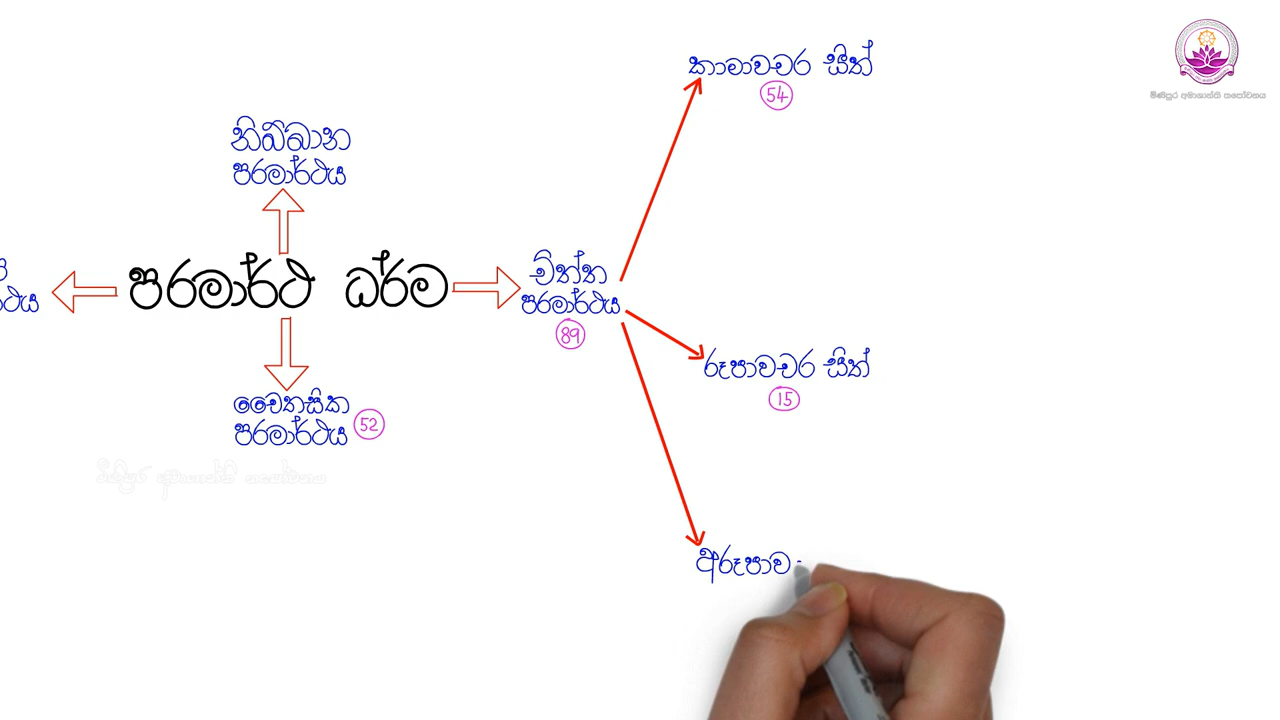 කාමාවචර සිත්
54
නිබ්බාන
පරමාර්ථය
පරමාර්ථ ධර්ම
චිත්ත
පරමාර්ථය
89
රූපාවචර සිත්
15
චෛතසික
පරමාර්ථය
52
අරූපාව